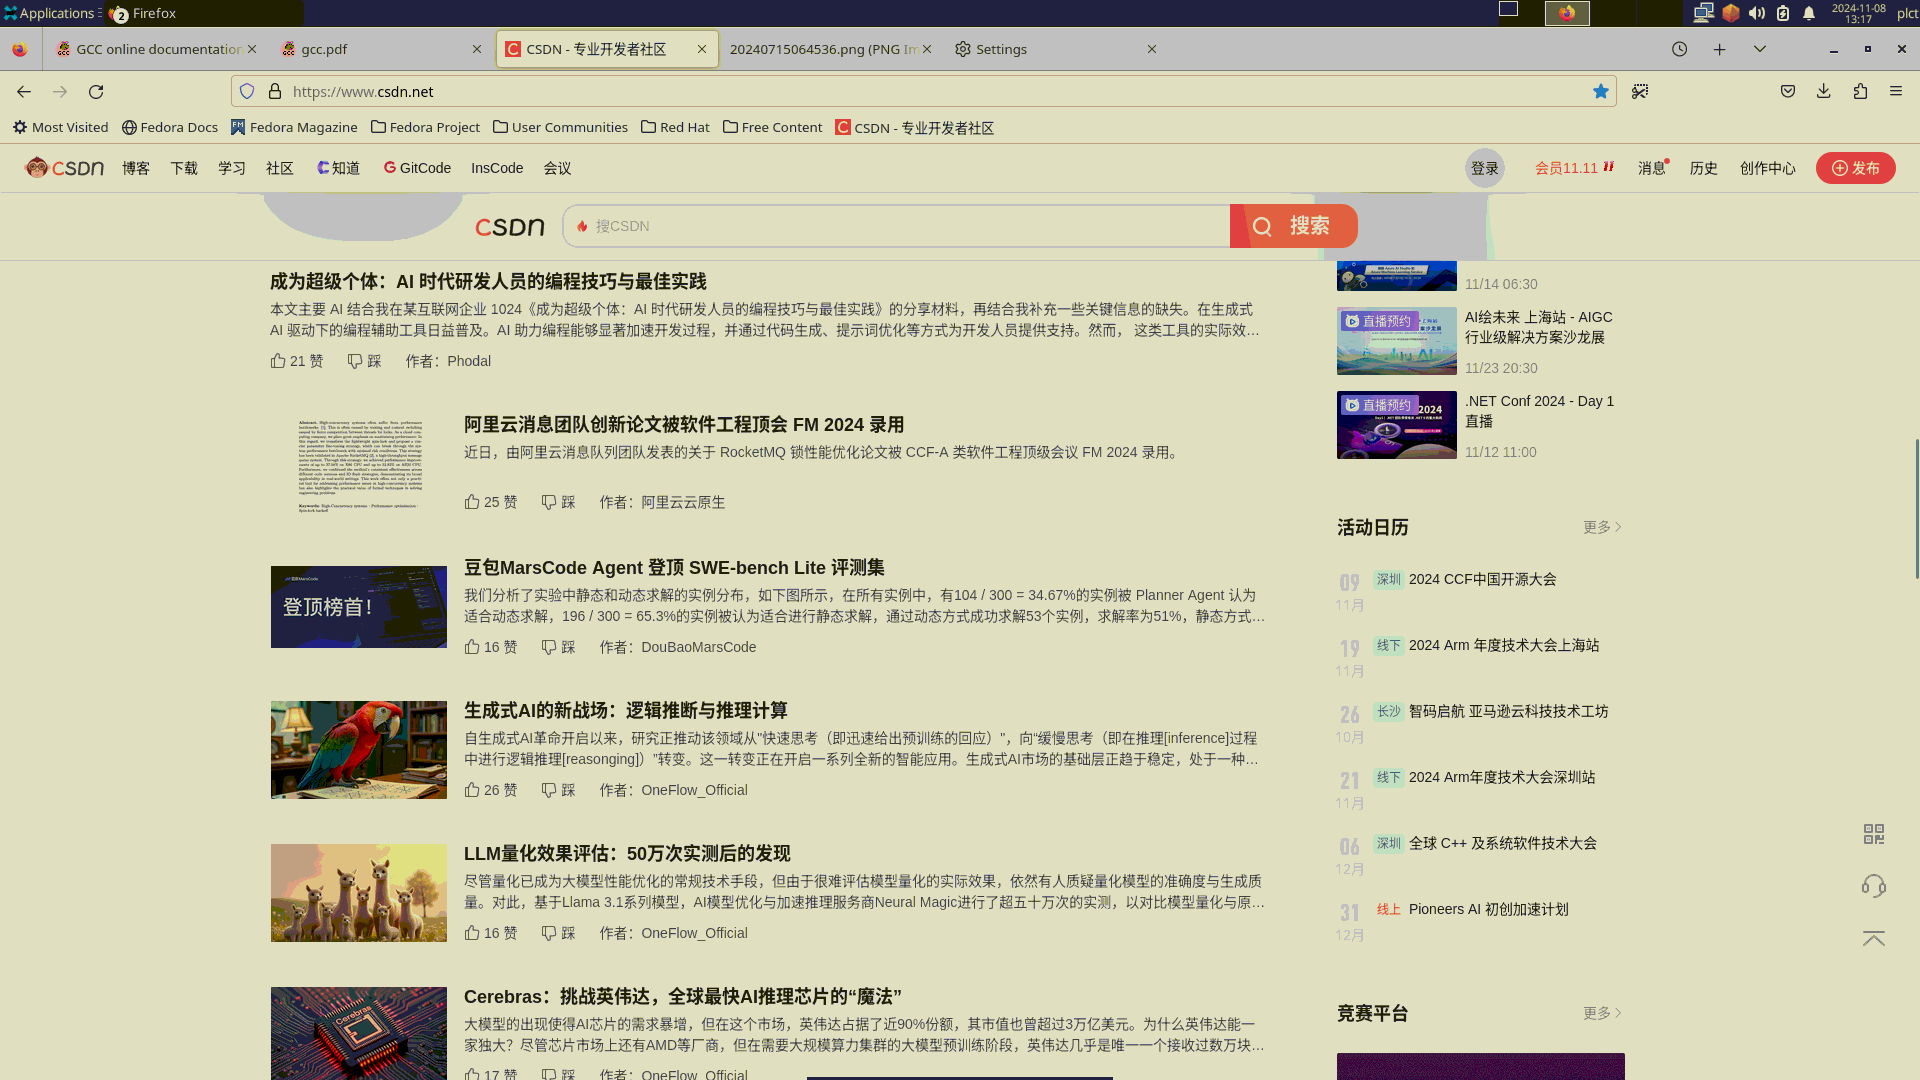 Applications
2 Firefox
2024-11-08
13:17
plct
GCC online documentation
gcc.pdf
CSDN - 专业开发者社区
20240715064536.png (PNG Im
Settings
https://www.csdn.net
Most Visited
Fedora Docs
Fedora Magazine
Fedora Project
User Communities
Red Hat
Free Content
CSDN - 专业开发者社区
CSDN 博客 下载 学习 社区 知道 GitCode InsCode 会议
登录 会员11.11 消息 历史 创作中心 发布
CSDN 搜CSDN 搜索
成为超级个体：AI 时代研发人员的编程技巧与最佳实践
本文主要 AI 结合我在某互联网企业 1024《成为超级个体：AI 时代研发人员的编程技巧与最佳实践》的分享材料，再结合我补充一些关键信息的缺失。在生成式
AI 驱动下的编程辅助工具日益普及。AI 助力编程能够显著加速开发过程，并通过代码生成、提示词优化等方式为开发人员提供支持。然而， 这类工具的实际效…
21 赞 踩 作者：Phodal
阿里云消息团队创新论文被软件工程顶会 FM 2024 录用
近日，由阿里云消息队列团队发表的关于 RocketMQ 锁性能优化论文被 CCF-A 类软件工程顶级会议 FM 2024 录用。
25 赞 踩 作者：阿里云云原生
登顶榜首！
豆包MarsCode Agent 登顶 SWE-bench Lite 评测集
我们分析了实验中静态和动态求解的实例分布，如下图所示，在所有实例中，有104 / 300 = 34.67%的实例被 Planner Agent 认为
适合动态求解，196 / 300 = 65.3%的实例被认为适合进行静态求解，通过动态方式成功求解53个实例，求解率为51%，静态方式…
16 赞 踩 作者：DouBaoMarsCode
生成式AI的新战场：逻辑推断与推理计算
自生成式AI革命开启以来，研究正推动该领域从"快速思考（即迅速给出预训练的回应）"，向“缓慢思考（即在推理[inference]过程
中进行逻辑推理[reasonging]）”转变。这一转变正在开启一系列全新的智能应用。生成式AI市场的基础层正趋于稳定，处于一种…
26 赞 踩 作者：OneFlow_Official
LLM量化效果评估：50万次实测后的发现
尽管量化已成为大模型性能优化的常规技术手段，但由于很难评估模型量化的实际效果，依然有人质疑量化模型的准确度与生成质
量。对此，基于Llama 3.1系列模型，AI模型优化与加速推理服务商Neural Magic进行了超五十万次的实测，以对比模型量化与原…
16 赞 踩 作者：OneFlow_Official
Cerebras
Cerebras：挑战英伟达，全球最快AI推理芯片的“魔法”
大模型的出现使得AI芯片的需求暴增，但在这个市场，英伟达占据了近90%份额，其市值也曾超过3万亿美元。为什么英伟达能一
家独大？尽管芯片市场上还有AMD等厂商，但在需要大规模算力集群的大模型预训练阶段，英伟达几乎是唯一一个接收过数万块…
17 赞 踩 作者：OneFlow_Official
11/14 06:30
直播预约
AI绘未来 上海站 - AIGC
行业级解决方案沙龙展
11/23 20:30
直播预约
.NET Conf 2024 - Day 1
直播
11/12 11:00
活动日历 更多
09 11月 深圳 2024 CCF中国开源大会
19 11月 线下 2024 Arm 年度技术大会上海站
26 10月 长沙 智码启航 亚马逊云科技技术工坊
21 11月 线下 2024 Arm年度技术大会深圳站
06 12月 深圳 全球 C++ 及系统软件技术大会
31 12月 线上 Pioneers AI 初创加速计划
竞赛平台 更多